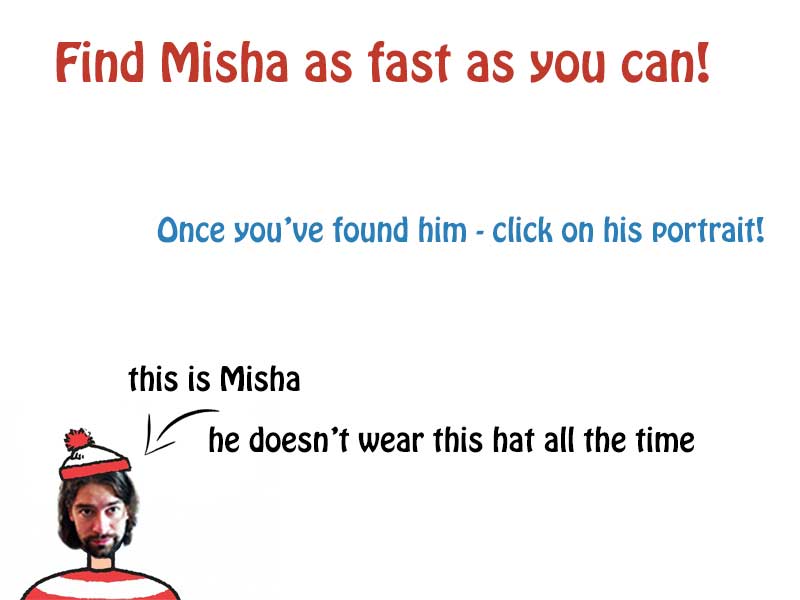 Find Misha as fast as you can!
Once you've found him - click on his portrait!
this is Misha
he doesn't wear this hat all the time